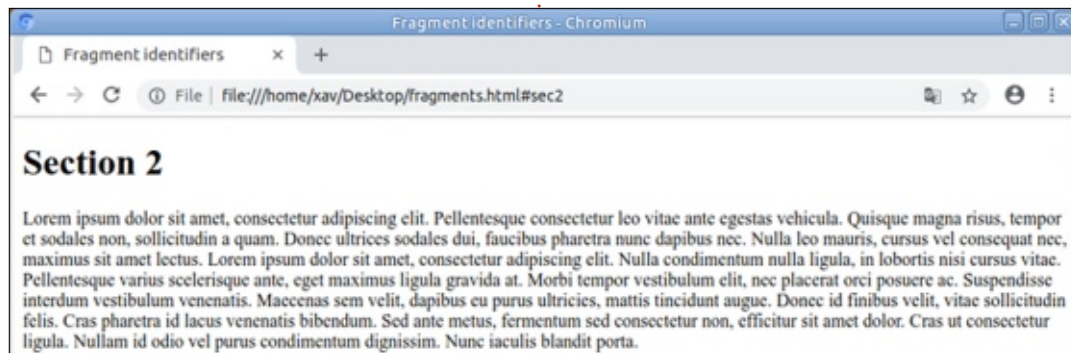 Fragment identifiers - Chromium
Fragment identifiers × +
File | file:///home/xav/Desktop/fragments.html#sec2
Section 2
Lorem ipsum dolor sit amet, consectetur adipiscing elit. Pellentesque consectetur leo vitae ante egestas vehicula. Quisque magna risus, tempor
et sodales non, sollicitudin a quam. Donec ultrices sodales dui, faucibus pharetra nunc dapibus nec. Nulla leo mauris, cursus vel consequat nec,
maximus sit amet lectus. Lorem ipsum dolor sit amet, consectetur adipiscing elit. Nulla condimentum nulla ligula, in lobortis nisi cursus vitae.
Pellentesque varius scelerisque ante, eget maximus ligula gravida at. Morbi tempor vestibulum elit, nec placerat orci posuere ac. Suspendisse
interdum vestibulum venenatis. Maecenas sem velit, dapibus eu purus ultricies, mattis tincidunt augue. Donec id finibus velit, vitae sollicitudin
felis. Cras pharetra id lacus venenatis bibendum. Sed ante metus, fermentum sed consectetur non, efficitur sit amet dolor. Cras ut consectetur
ligula. Nullam id odio vel purus condimentum dignissim. Nunc iaculis blandit porta.